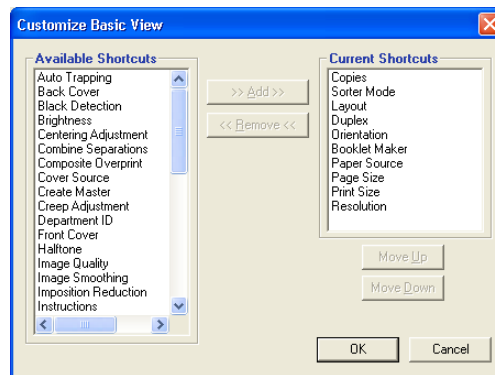 Customize Basic View
Available Shortcuts
Auto Trapping
Back Cover
Black Detection
Brightness
Centering Adjustment
Combine Separations
Composite Overprint
Cover Source
Create Master
Creep Adjustment
Department ID
Front Cover
Halftone
Image Quality
Image Smoothing
Imposition Reduction
Instructions
>> Add >>
<< Remove <<
Current Shortcuts
Copies
Sorter Mode
Layout
Duplex
Orientation
Booklet Maker
Paper Source
Page Size
Print Size
Resolution
Move Up
Move Down
OK
Cancel